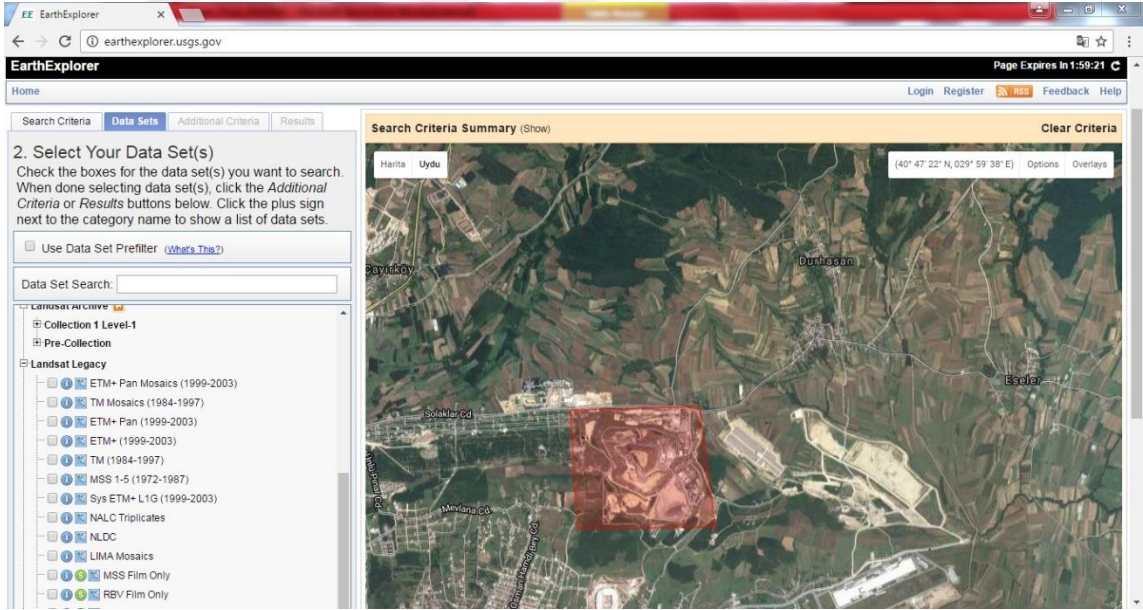 EE EarthExplorer
earthexplorer.usgs.gov
EarthExplorer
Page Expires In 1:59:21
Home
Login Register RSS Feedback Help
Search Criteria Data Sets Additional Criteria Results
Search Criteria Summary (Show)
Clear Criteria
2. Select Your Data Set(s)
Check the boxes for the data set(s) you want to search.
When done selecting data set(s), click the Additional
Criteria or Results buttons below. Click the plus sign
next to the category name to show a list of data sets.
Use Data Set Prefilter (What's This?)
Data Set Search:
Landsat Archive
Collection 1 Level-1
Pre-Collection
Landsat Legacy
ETM+ Pan Mosaics (1999-2003)
TM Mosaics (1984-1997)
ETM+ Pan (1999-2003)
ETM+ (1999-2003)
TM (1984-1997)
MSS 1-5 (1972-1987)
Sys ETM+ L1G (1999-2003)
NALC Triplicates
NLDC
LIMA Mosaics
MSS Film Only
RBV Film Only
Harita Uydu
(40° 47' 22" N, 029° 59' 38" E) Options Overlays
Durhasan
Çayırköy
Eseler
Solaklar Cd.
Mevlana Cd.
Osman Hamdi Bey Cd.